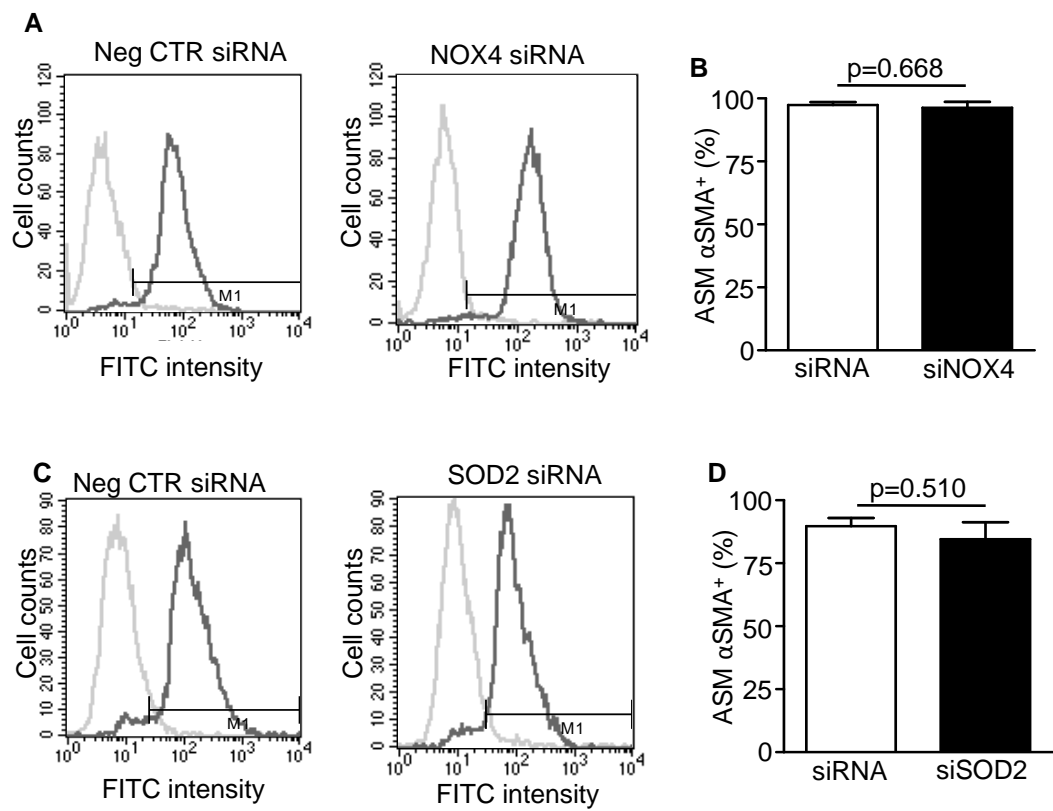 A
Neg CTR siRNA
Cell counts
120
100
80
60
40
20
0
M1
10⁰ 10¹ 10² 10³ 10⁴
FITC intensity
NOX4 siRNA
Cell counts
120
100
80
60
40
20
0
M1
10⁰ 10¹ 10² 10³ 10⁴
FITC intensity
B
p=0.668
ASM αSMA⁺ (%)
100
75
50
25
0
siRNA siNOX4
C
Neg CTR siRNA
Cell counts
90
80
70
60
50
40
30
20
10
0
M1
10⁰ 10¹ 10² 10³ 10⁴
FITC intensity
SOD2 siRNA
Cell counts
90
80
70
60
50
40
30
20
10
0
M1
10⁰ 10¹ 10² 10³ 10⁴
FITC intensity
D
p=0.510
ASM αSMA⁺ (%)
100
75
50
25
0
siRNA siSOD2